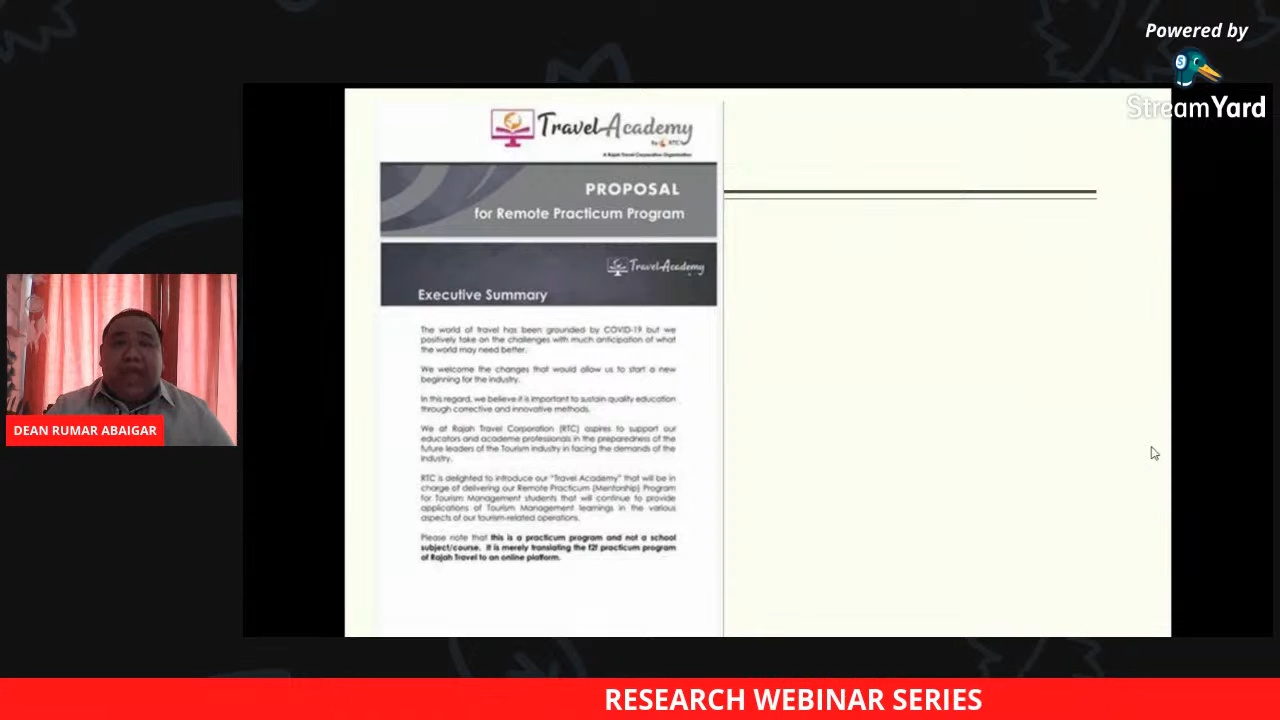 Powered by
StreamYard
Travel Academy
by RTC
A Rajah Travel Corporation Organization
PROPOSAL
for Remote Practicum Program
Travel Academy
Executive Summary
The world of travel has been grounded by COVID-19 but we
positively take on the challenges with much anticipation of what
the world may need better.
We welcome the changes that would allow us to start a new
beginning for the industry.
In this regard, we believe it is important to sustain quality education
through corrective and innovative methods.
We at Rajah Travel Corporation (RTC) aspires to support our
educators and academe professionals in the preparedness of the
future leaders of the Tourism Industry in facing the demands of the
industry.
RTC is delighted to introduce our "Travel Academy" that will be in
charge of delivering our Remote Practicum (Mentorship) Program
for Tourism Management students that will continue to provide
applications of Tourism Management learnings in the various
aspects of our tourism-related operations.
Please note that this is a practicum program and not a school
subject/course. It is merely translating the f2f practicum program
of Rajah Travel to an online platform.
DEAN RUMAR ABAIGAR
RESEARCH WEBINAR SERIES